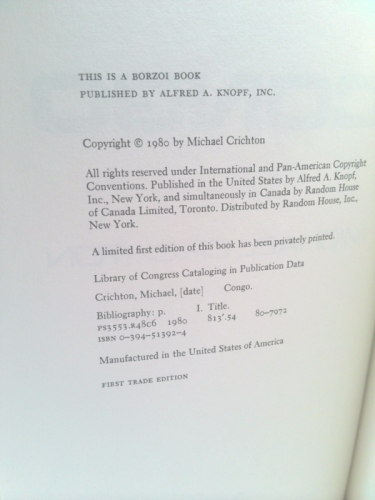 THIS IS A BORZOI BOOK
PUBLISHED BY ALFRED A. KNOPF, INC.
Copyright © 1980 by Michael Crichton
All rights reserved under International and Pan-American Copyright
Conventions. Published in the United States by Alfred A. Knopf,
Inc., New York, and simultaneously in Canada by Random House
of Canada Limited, Toronto. Distributed by Random House, Inc.,
New York.
A limited first edition of this book has been privately printed.
Library of Congress Cataloging in Publication Data
Crichton, Michael, [date] Congo.
Bibliography: p. I. Title.
PS3553.R48C6 1980 813'.54 80-7972
ISBN 0-394-51392-4
Manufactured in the United States of America
FIRST TRADE EDITION